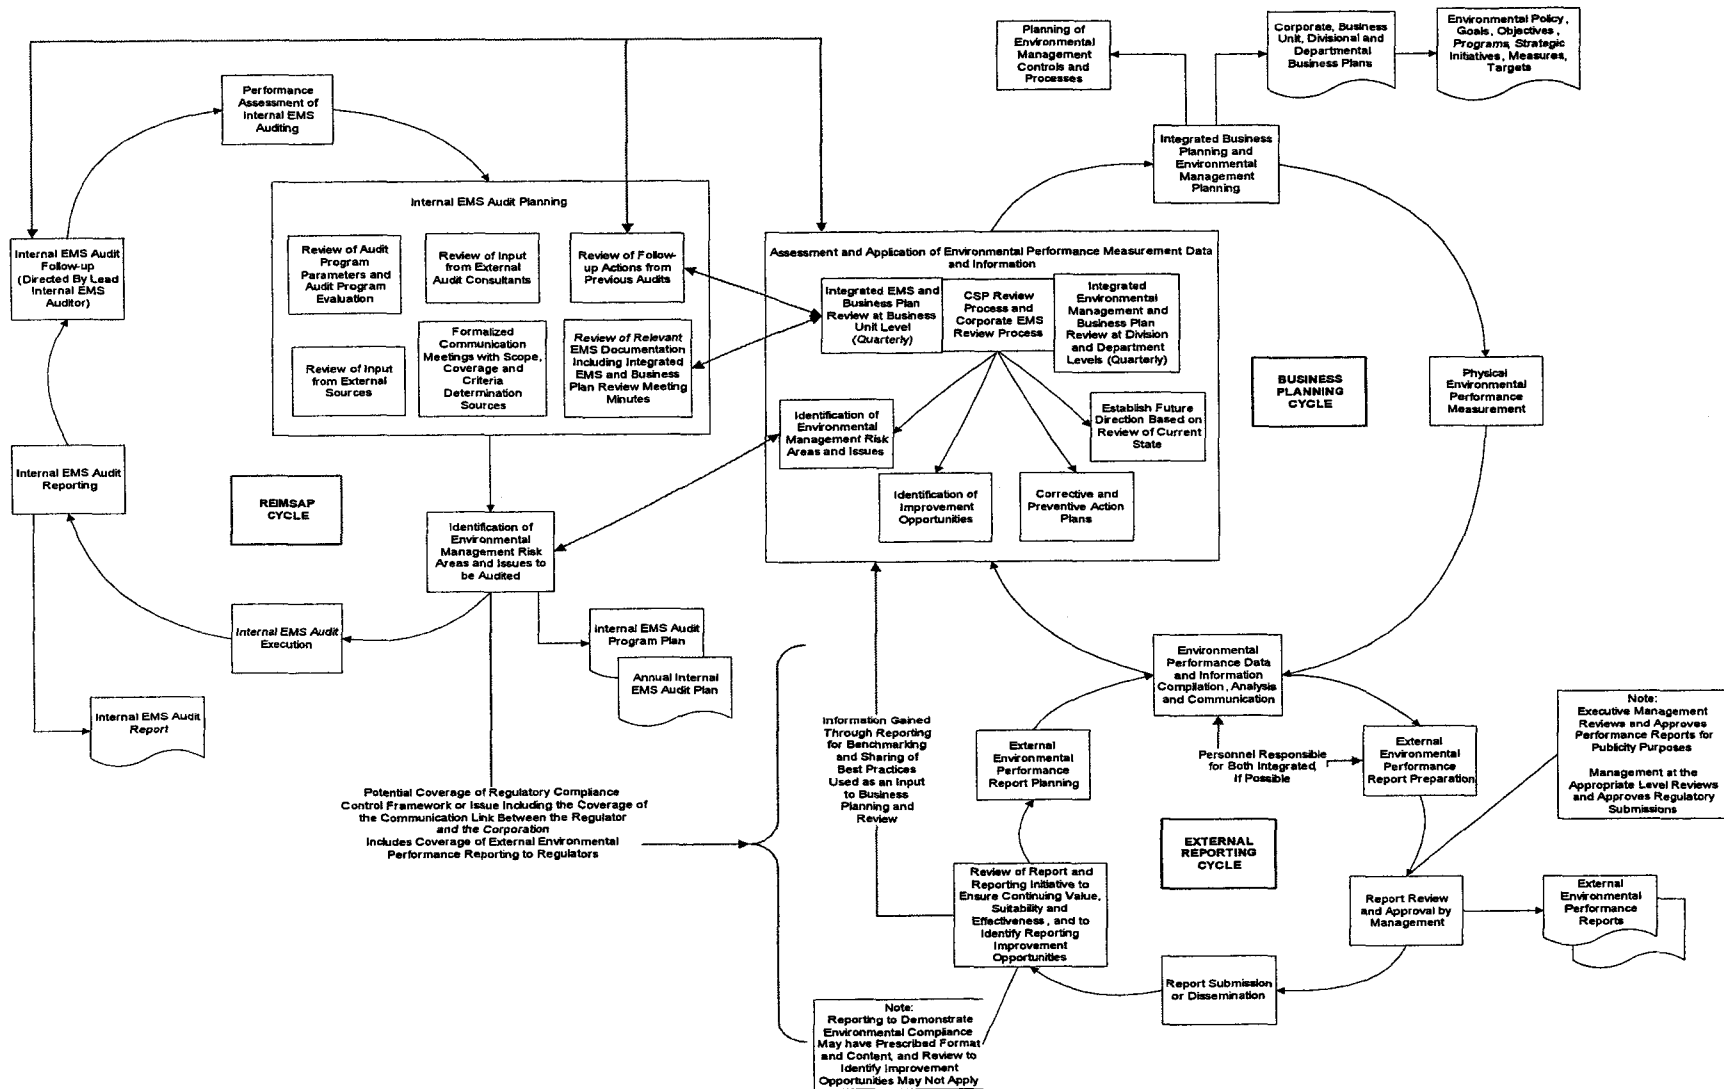 Planning of
Environmental
Management
Controls and
Processes
Corporate, Business
Unit, Divisional and
Departmental
Business Plans
Environmental Policy,
Goals, Objectives,
Programs, Strategic
Initiatives, Measures,
Targets
Performance
Assessment of
Internal EMS
Auditing
Integrated Business
Planning and
Environmental
Management
Planning
Internal EMS Audit Planning
Internal EMS Audit
Follow-up
(Directed By Lead
Internal EMS
Auditor)
Review of Audit
Program
Parameters and
Audit Program
Evaluation
Review of Input
from External
Audit Consultants
Review of Follow-
up Actions from
Previous Audits
Review of Input
from External
Sources
Formalized
Communication
Meetings with Scope,
Coverage and
Criteria
Determination
Sources
Review of Relevant
EMS Documentation
Including Integrated
EMS and Business
Plan Review Meeting
Minutes
Assessment and Application of Environmental Performance Measurement Data
and Information
Integrated EMS and
Business Plan
Review at Business
Unit Level
(Quarterly)
CSP Review
Process and
Corporate EMS
Review Process
Integrated
Environmental
Management and
Business Plan
Review at Division
and Department
Levels (Quarterly)
Identification of
Environmental
Management Risk
Areas and Issues
Establish Future
Direction Based on
Review of Current
State
Identification of
Improvement
Opportunities
Corrective and
Preventive Action
Plans
BUSINESS
PLANNING
CYCLE
Physical
Environmental
Performance
Measurement
Internal EMS Audit
Reporting
REIMSAP
CYCLE
Identification of
Environmental
Management Risk
Areas and Issues to
be Audited
Internal EMS Audit
Execution
Internal EMS Audit
Program Plan
Annual Internal
EMS Audit Plan
Internal EMS Audit
Report
Environmental
Performance Data
and Information
Compilation, Analysis
and Communication
Information Gained
Through Reporting
for Benchmarking
and Sharing of
Best Practices
Used as an Input
to Business
Planning and
Review
External
Environmental
Performance
Report Planning
Personnel Responsible
for Both Integrated,
If Possible
External
Environmental
Performance
Report Preparation
Note:
Executive Management
Reviews and Approves
Performance Reports for
Publicity Purposes
Management at the
Appropriate Level Reviews
and Approves Regulatory
Submissions
Potential Coverage of Regulatory Compliance
Control Framework or Issue Including the Coverage of
the Communication Link Between the Regulator
and the Corporation
Includes Coverage of External Environmental
Performance Reporting to Regulators
EXTERNAL
REPORTING
CYCLE
Review of Report and
Reporting Initiative to
Ensure Continuing Value,
Suitability and
Effectiveness, and to
Identify Reporting
Improvement
Opportunities
Report Review
and Approval by
Management
External
Environmental
Performance
Reports
Report Submission
or Dissemination
Note:
Reporting to Demonstrate
Environmental Compliance
May have Prescribed Format
and Content, and Review to
Identify Improvement
Opportunities May Not Apply